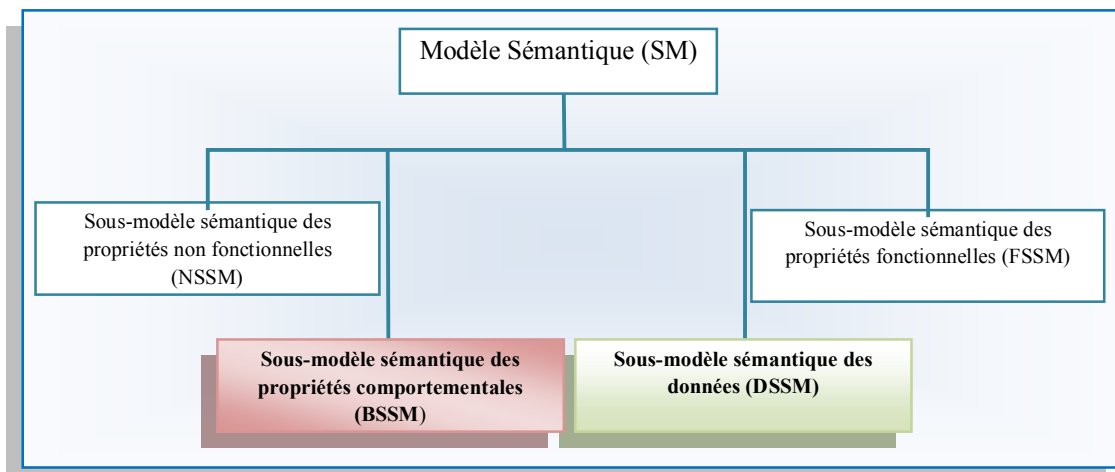 Modèle Sémantique (SM)
Sous-modèle sémantique des
propriétés non fonctionnelles
(NSSM)
Sous-modèle sémantique des
propriétés fonctionnelles (FSSM)
Sous-modèle sémantique des
propriétés comportementales
(BSSM)
Sous-modèle sémantique des
données (DSSM)